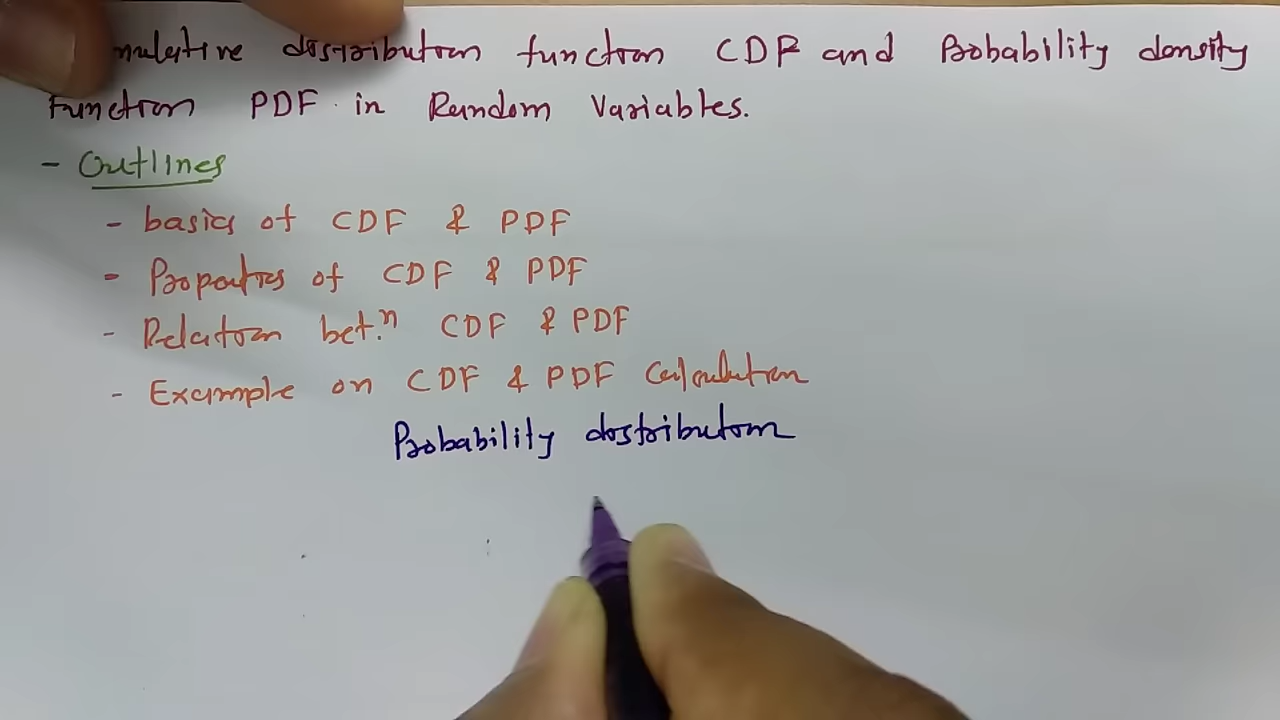 mulative distribution function CDF and Probability density
Function PDF in Random Variables.
- Outlines
- basics of CDF & PDF
- Properties of CDF & PDF
- Relation bet.n CDF & PDF
- Example on CDF & PDF Calculation
Probability distribution